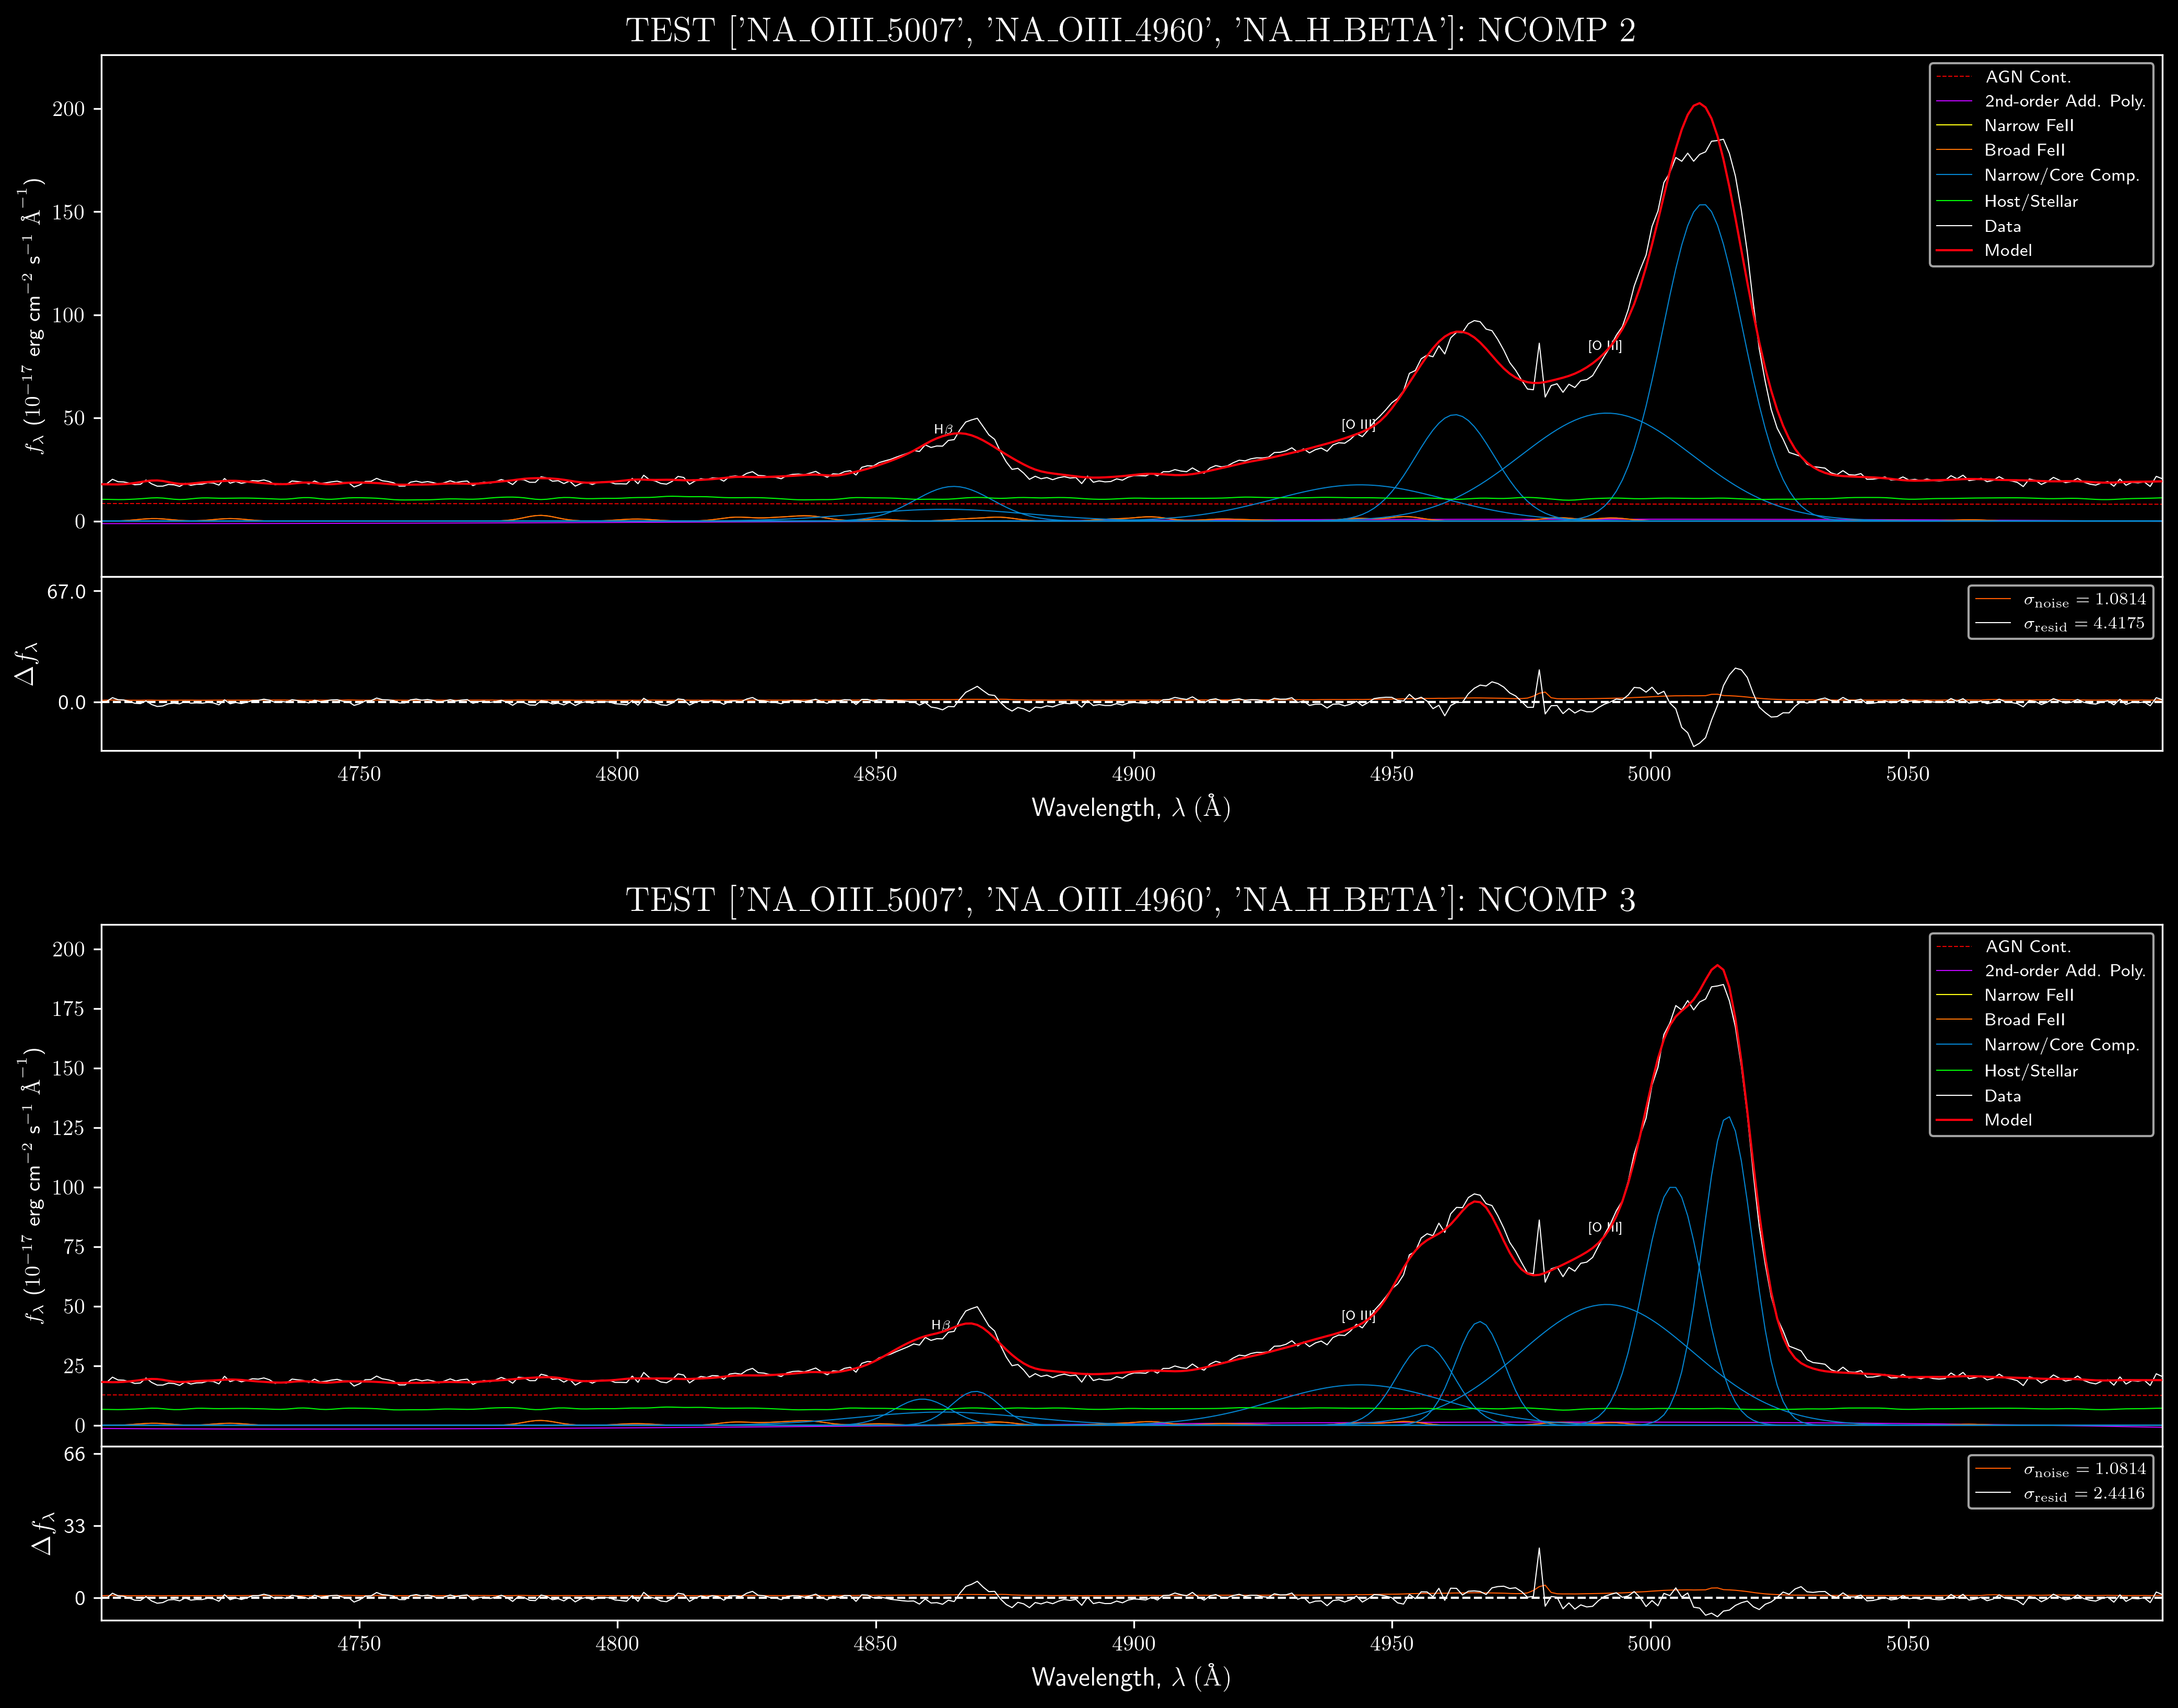 TEST ['NA_OIII_5007', 'NA_OIII_4960', 'NA_H_BETA']: NCOMP 2
fλ (10−17 erg cm−2 s−1 Å−1)
200
150
100
50
0
Hβ
[O III]
[O III]
AGN Cont.
2nd-order Add. Poly.
Narrow FeII
Broad FeII
Narrow/Core Comp.
Host/Stellar
Data
Model
Δfλ
67.0
0.0
σnoise = 1.0814
σresid = 4.4175
4750 4800 4850 4900 4950 5000 5050
Wavelength, λ (Å)
TEST ['NA_OIII_5007', 'NA_OIII_4960', 'NA_H_BETA']: NCOMP 3
fλ (10−17 erg cm−2 s−1 Å−1)
200
175
150
125
100
75
50
25
0
Hβ
[O III]
[O III]
AGN Cont.
2nd-order Add. Poly.
Narrow FeII
Broad FeII
Narrow/Core Comp.
Host/Stellar
Data
Model
Δfλ
66
33
0
σnoise = 1.0814
σresid = 2.4416
4750 4800 4850 4900 4950 5000 5050
Wavelength, λ (Å)